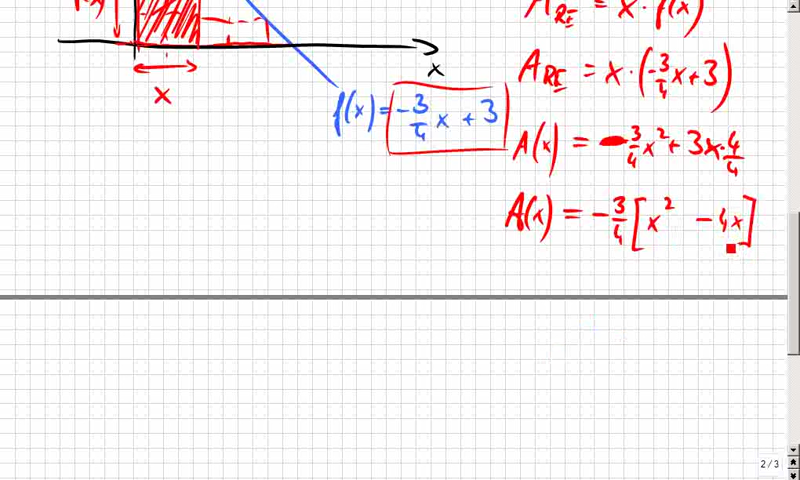 A_RE = x · f(x)
A_RE = x · (-3/4 x + 3)
x
x
f(x) = -3/4 x + 3
A(x) = -3/4 x² + 3x · 4/4
A(x) = -3/4 [x² - 4x]
2 / 3